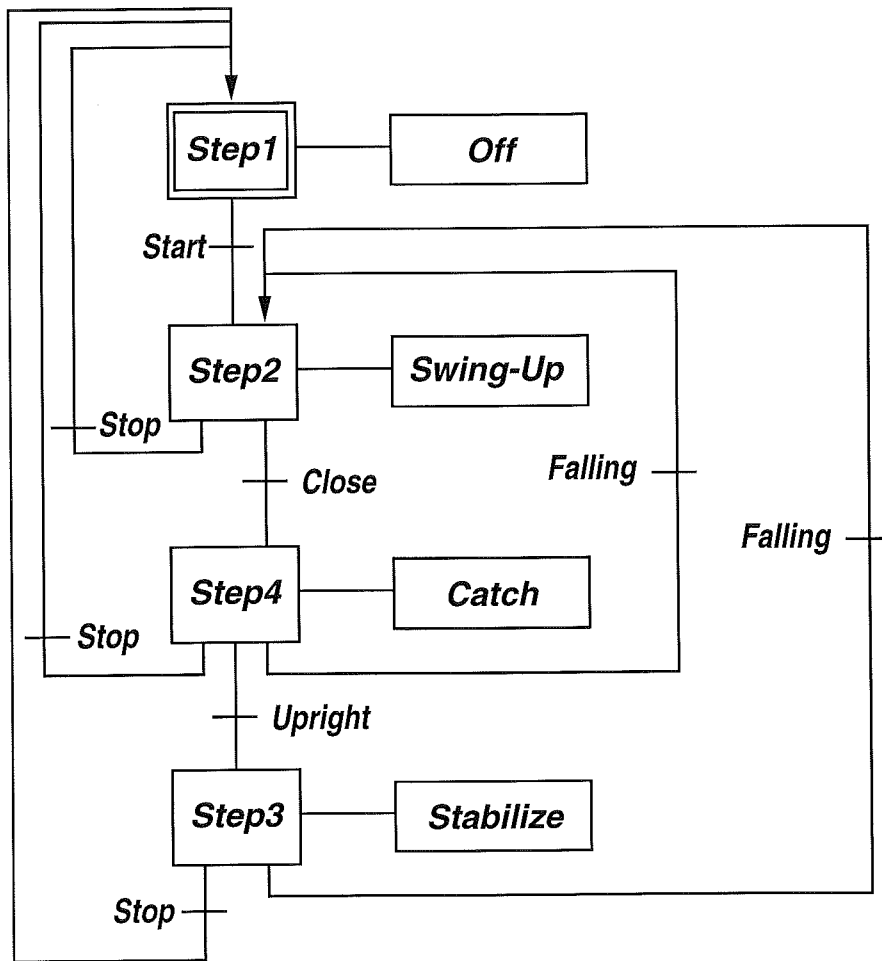 Step1
Off
Start
Step2
Swing-Up
Stop
Close
Falling
Falling
Step4
Catch
Stop
Upright
Step3
Stabilize
Stop